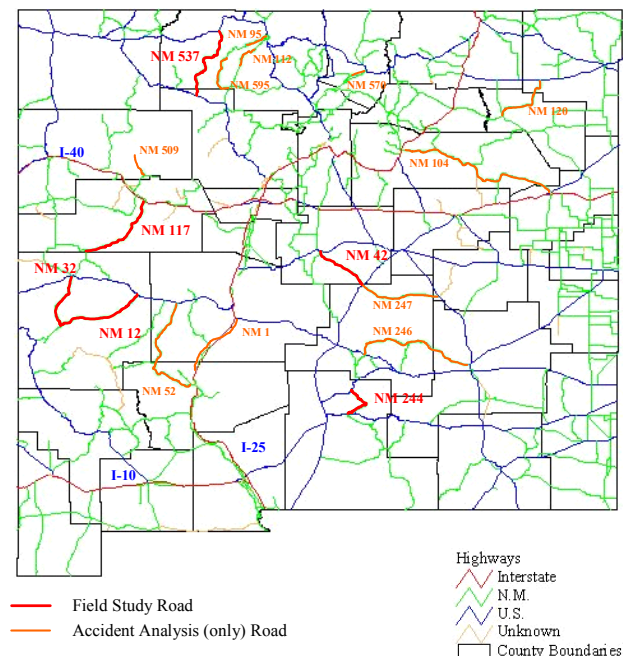 NM 95
NM 537
NM 112
NM 595
NM 570
NM 120
I-40
NM 509
NM 104
NM 117
NM 32
NM 42
NM 247
NM 12
NM 1
NM 246
NM 52
NM 244
I-25
I-10
Highways
Interstate
N.M.
U.S.
Unknown
County Boundaries
Field Study Road
Accident Analysis (only) Road